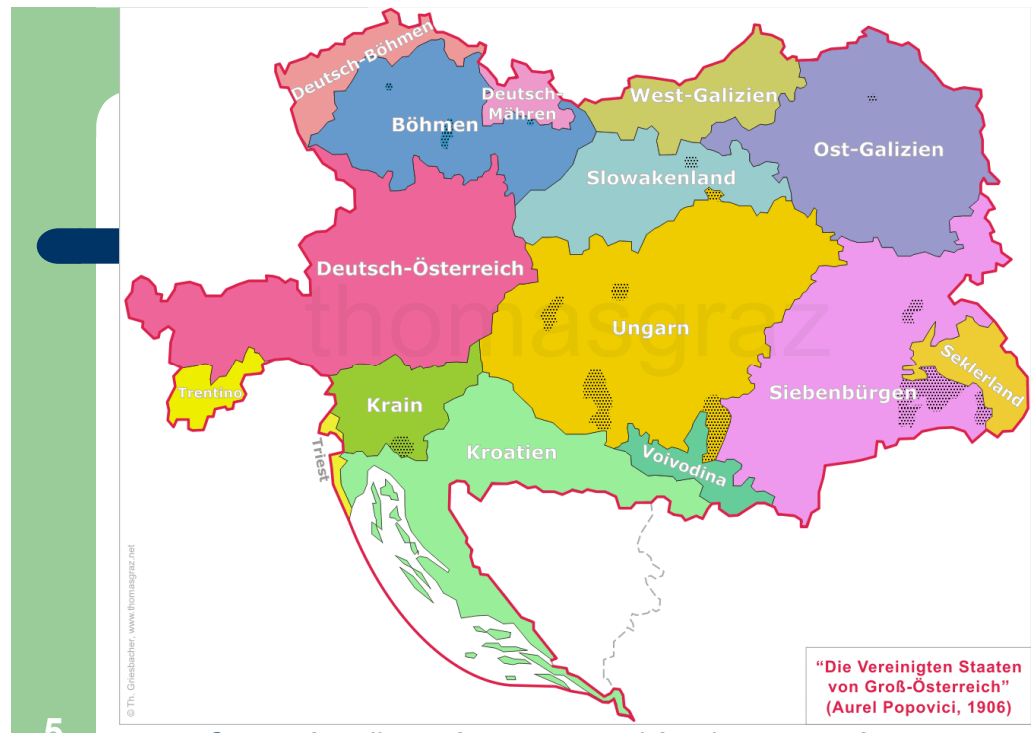 Deutsch-Böhmen
Deutsch-
Mähren
Böhmen
West-Galizien
Ost-Galizien
Slowakenland
Deutsch-Österreich
thomasgraz
Ungarn
Trentino
Krain
Siebenbürgen
Seklerland
Triest
Kroatien
Voivodina
© Th. Griesbacher, www.thomasgraz.net
“Die Vereinigten Staaten
von Groß-Österreich”
(Aurel Popovici, 1906)
5